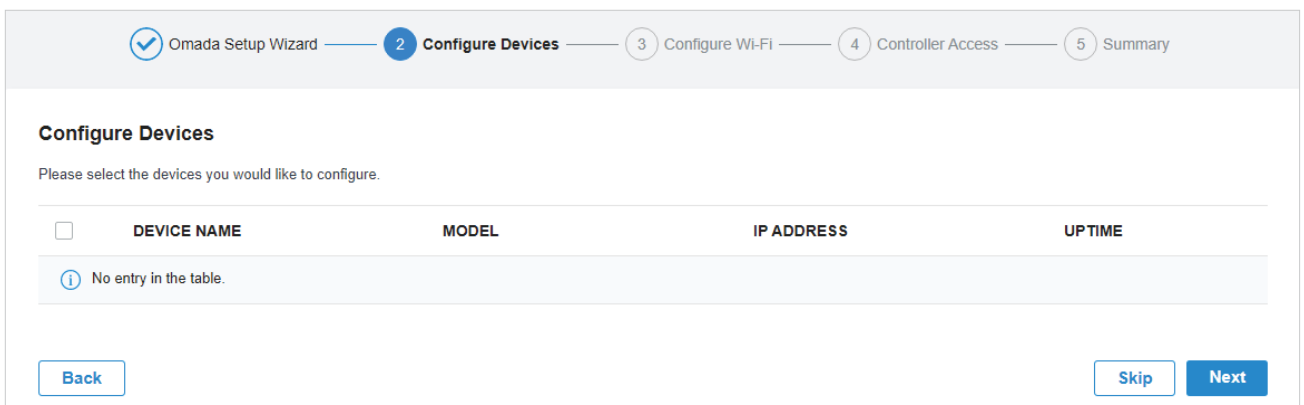 Omada Setup Wizard 2 Configure Devices 3 Configure Wi-Fi 4 Controller Access 5 Summary
Configure Devices
Please select the devices you would like to configure.
DEVICE NAME MODEL IP ADDRESS UPTIME
No entry in the table.
Back Skip Next